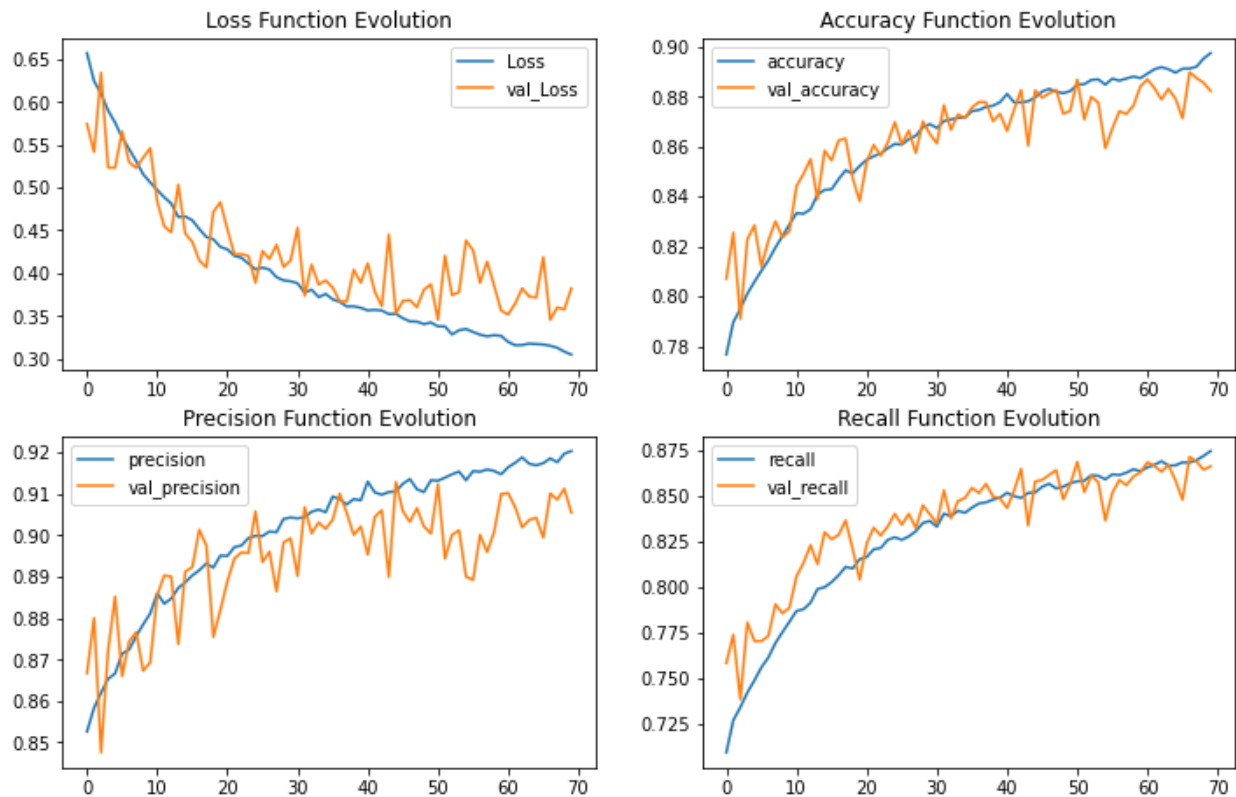 Loss Function Evolution
Loss
val_Loss
0.65
0.60
0.55
0.50
0.45
0.40
0.35
0.30
0 10 20 30 40 50 60 70
Accuracy Function Evolution
accuracy
val_accuracy
0.90
0.88
0.86
0.84
0.82
0.80
0.78
0 10 20 30 40 50 60 70
Precision Function Evolution
precision
val_precision
0.92
0.91
0.90
0.89
0.88
0.87
0.86
0.85
0 10 20 30 40 50 60 70
Recall Function Evolution
recall
val_recall
0.875
0.850
0.825
0.800
0.775
0.750
0.725
0 10 20 30 40 50 60 70